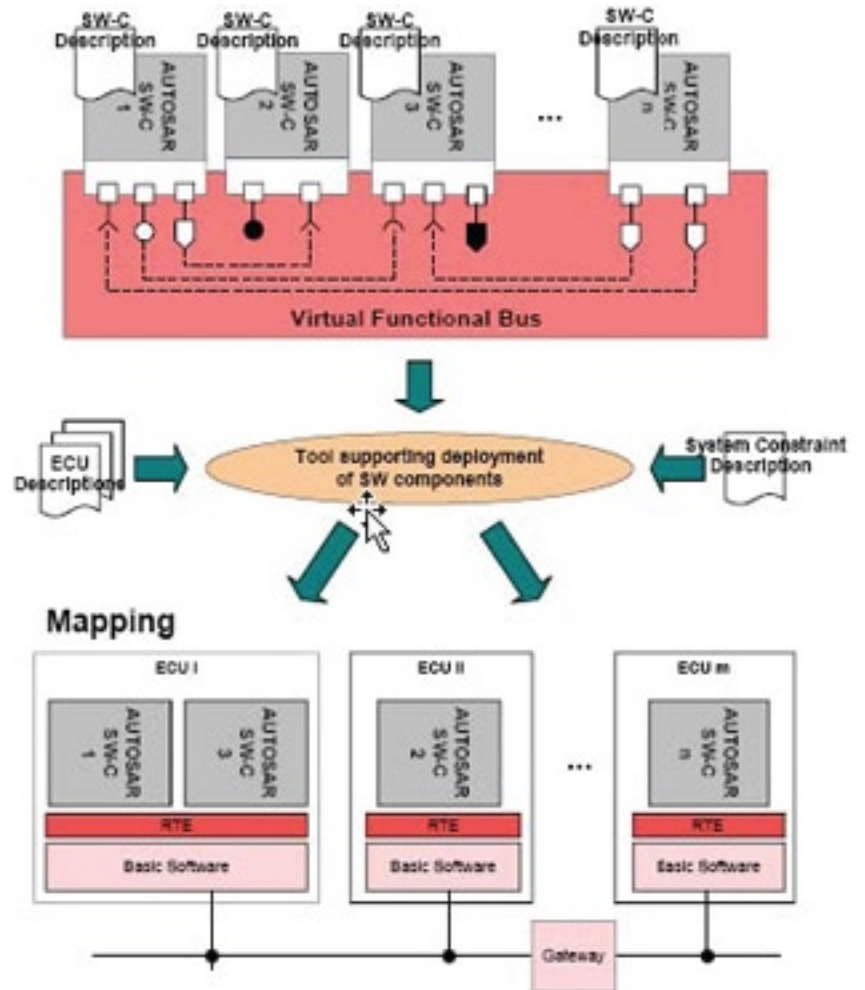 SW-C
Description
SW-C
Description
SW-C
Description
SW-C
Description
AUTOSAR
SW-C
1
AUTOSAR
SW-C
2
AUTOSAR
SW-C
3
...
AUTOSAR
SW-C
n
Virtual Functional Bus
ECU
Descriptions
Tool supporting deployment
of SW components
System Constraint
Description
Mapping
ECU I
ECU II
ECU m
AUTOSAR
SW-C
1
AUTOSAR
SW-C
3
AUTOSAR
SW-C
2
...
AUTOSAR
SW-C
n
RTE
RTE
RTE
Basic Software
Basic Software
Basic Software
Gateway